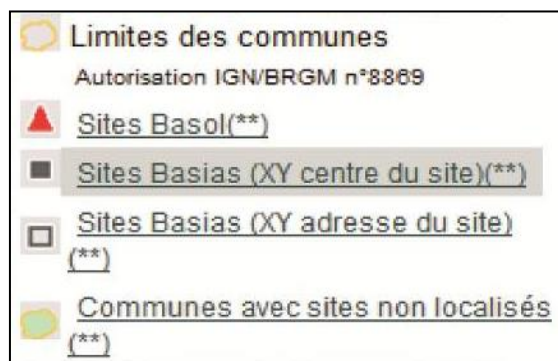 Limites des communes
Autorisation IGN/BRGM n°8869
Sites Basol(**)
Sites Basias (XY centre du site)(**)
Sites Basias (XY adresse du site)
(**)
Communes avec sites non localisés
(**)